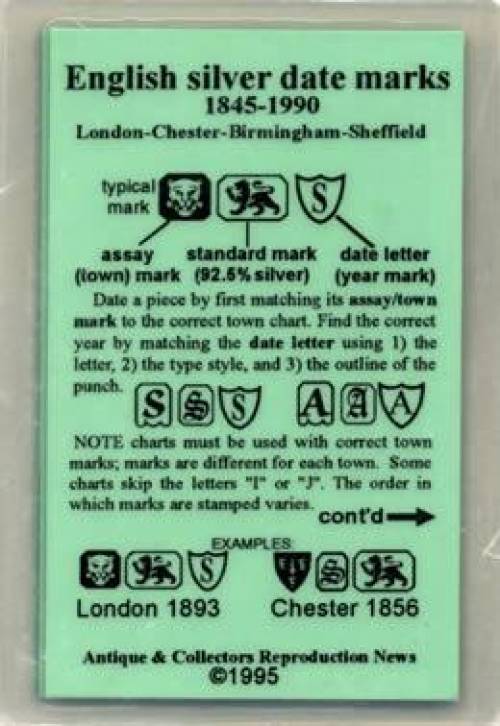 English silver date marks
1845-1990
London-Chester-Birmingham-Sheffield
typical
mark
S
assay standard mark date letter
(town) mark (92.5% silver) (year mark)
Date a piece by first matching its assay/town
mark to the correct town chart. Find the correct
year by matching the date letter using 1) the
letter, 2) the type style, and 3) the outline of the
punch.
S S S A A A
NOTE charts must be used with correct town
marks; marks are different for each town. Some
charts skip the letters "I" or "J". The order in
which marks are stamped varies.
cont'd
EXAMPLES:
S S
London 1893 Chester 1856
Antique & Collectors Reproduction News
©1995